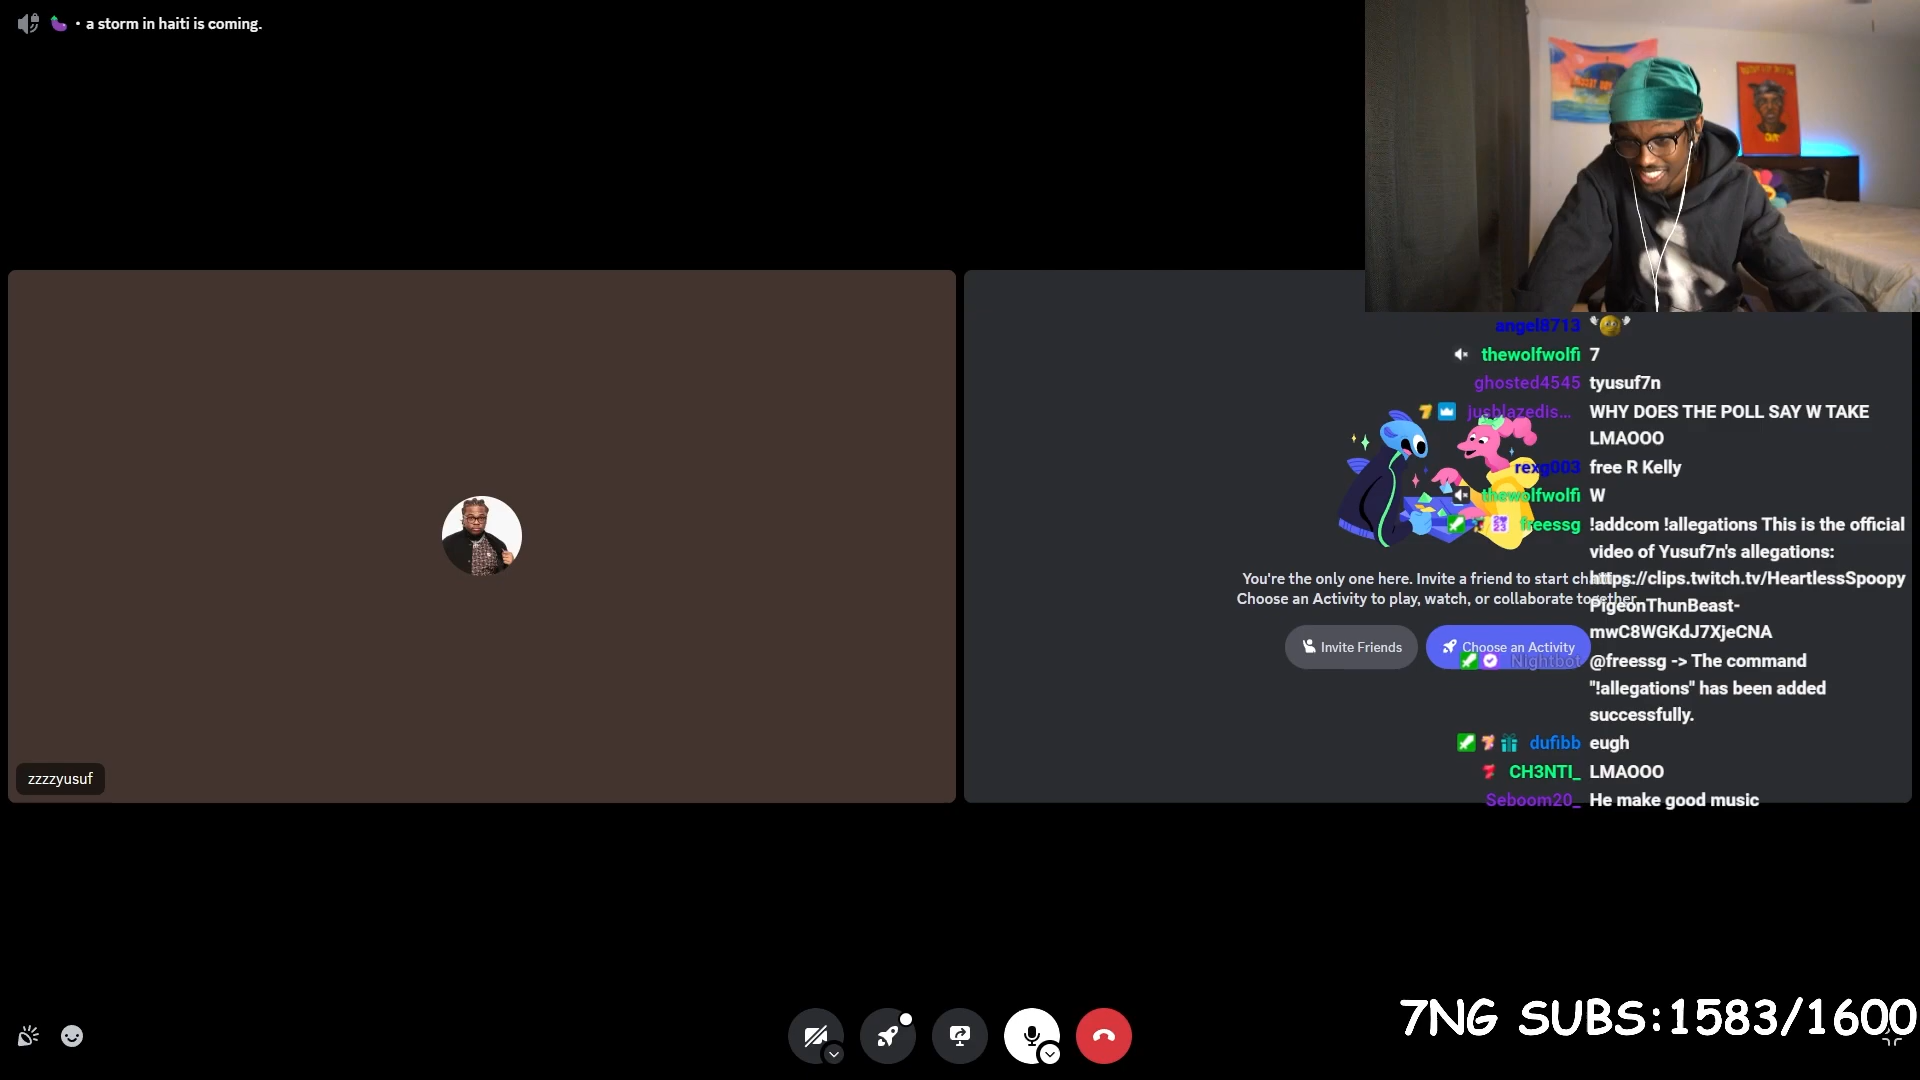 • a storm in haiti is coming.
angel8713
thewolfwolfi 7
ghosted4545 tyusuf7n
jusblazedis... WHY DOES THE POLL SAY W TAKE
LMAOOO
rexg003 free R Kelly
thewolfwolfi W
freessg !addcom !allegations This is the official
video of Yusuf7n's allegations:
https://clips.twitch.tv/HeartlessSpoopy
PigeonThunBeast-
mwC8WGKdJ7XjeCNA
You're the only one here. Invite a friend to start
Choose an Activity to play, watch, or collaborate together
Invite Friends
Choose an Activity
Nightbot @freessg -> The command
"!allegations" has been added
successfully.
dufibb eugh
CH3NTI_ LMAOOO
Seboom20_ He make good music
zzzzyusuf
7NG SUBS:1583/1600